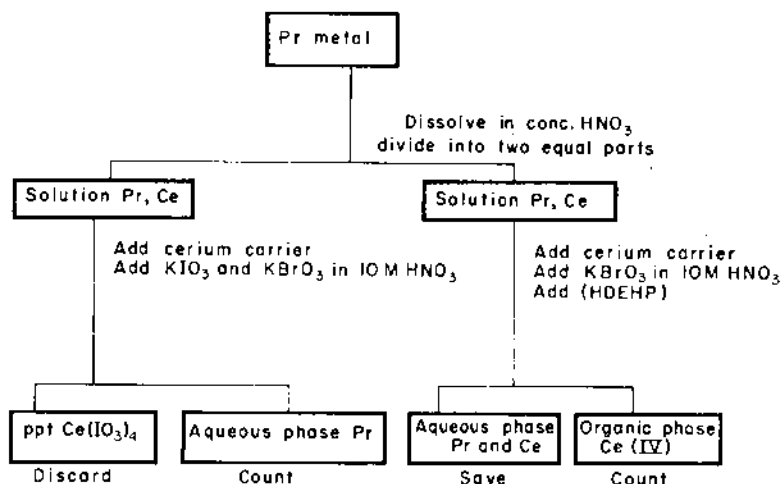 Pr metal
Dissolve in conc. HNO₃
divide into two equal parts
Solution Pr, Ce
Solution Pr, Ce
Add cerium carrier
Add KIO₃ and KBrO₃ in 10M HNO₃
Add cerium carrier
Add KBrO₃ in 10M HNO₃
Add (HDEHP)
ppt Ce(IO₃)₄
Discard
Aqueous phase Pr
Count
Aqueous phase
Pr and Ce
Save
Organic phase
Ce (IV)
Count